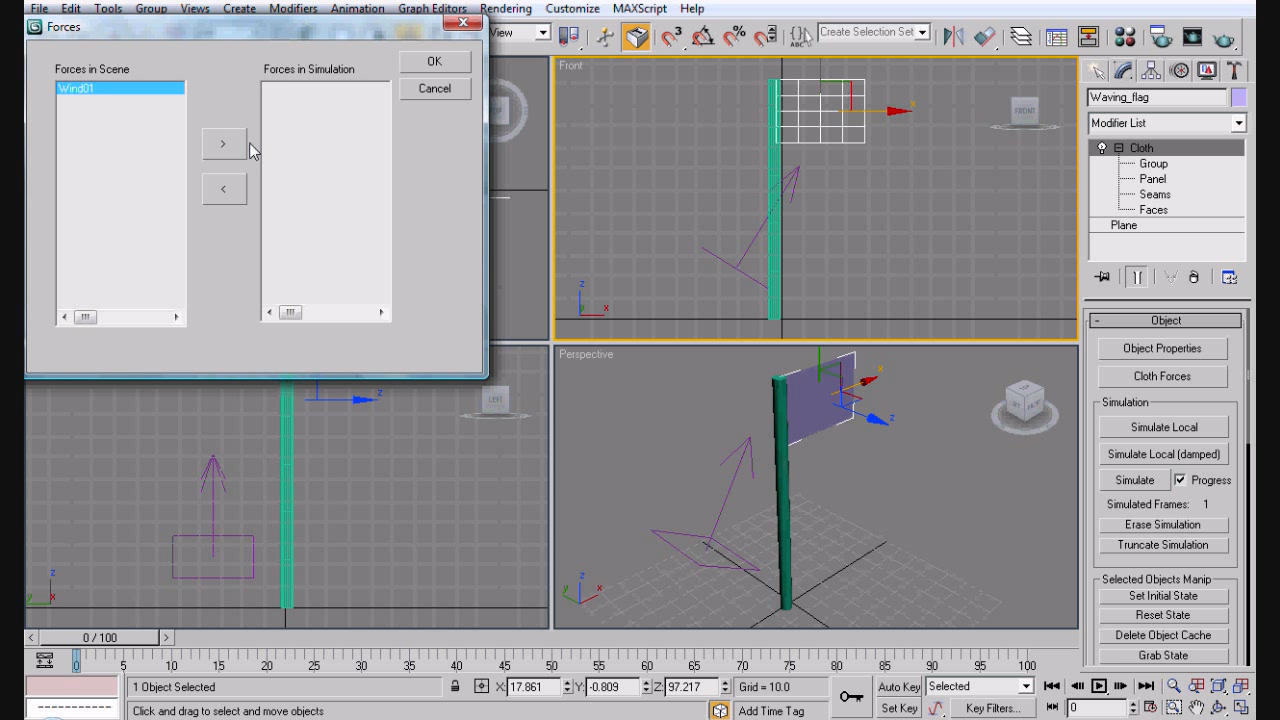 File Edit Tools Group Views Create Modifiers Animation Graph Editors Rendering Customize MAXScript Help
Forces
View
Create Selection Set
Forces in Scene
Forces in Simulation
OK
Cancel
Wind01
>
<
Front
FRONT
Waving_flag
Modifier List
Cloth
Group
Panel
Seams
Faces
Plane
z
x
y
Object
Object Properties
Cloth Forces
Simulation
Simulate Local
Simulate Local (damped)
Simulate
Progress
Simulated Frames: 1
Erase Simulation
Truncate Simulation
Selected Objects Manip
Set Initial State
Reset State
Delete Object Cache
Grab State
Perspective
x
z
z
y
x
LEFT
z
z
y
x
0 / 100
0 5 10 15 20 25 30 35 40 45 50 55 60 65 70 75 80 85 90 95 100
1 Object Selected
X: 17.861 Y: -0.809 Z: 97.217
Grid = 10.0
Auto Key
Selected
Click and drag to select and move objects
Add Time Tag
Set Key
Key Filters...
0